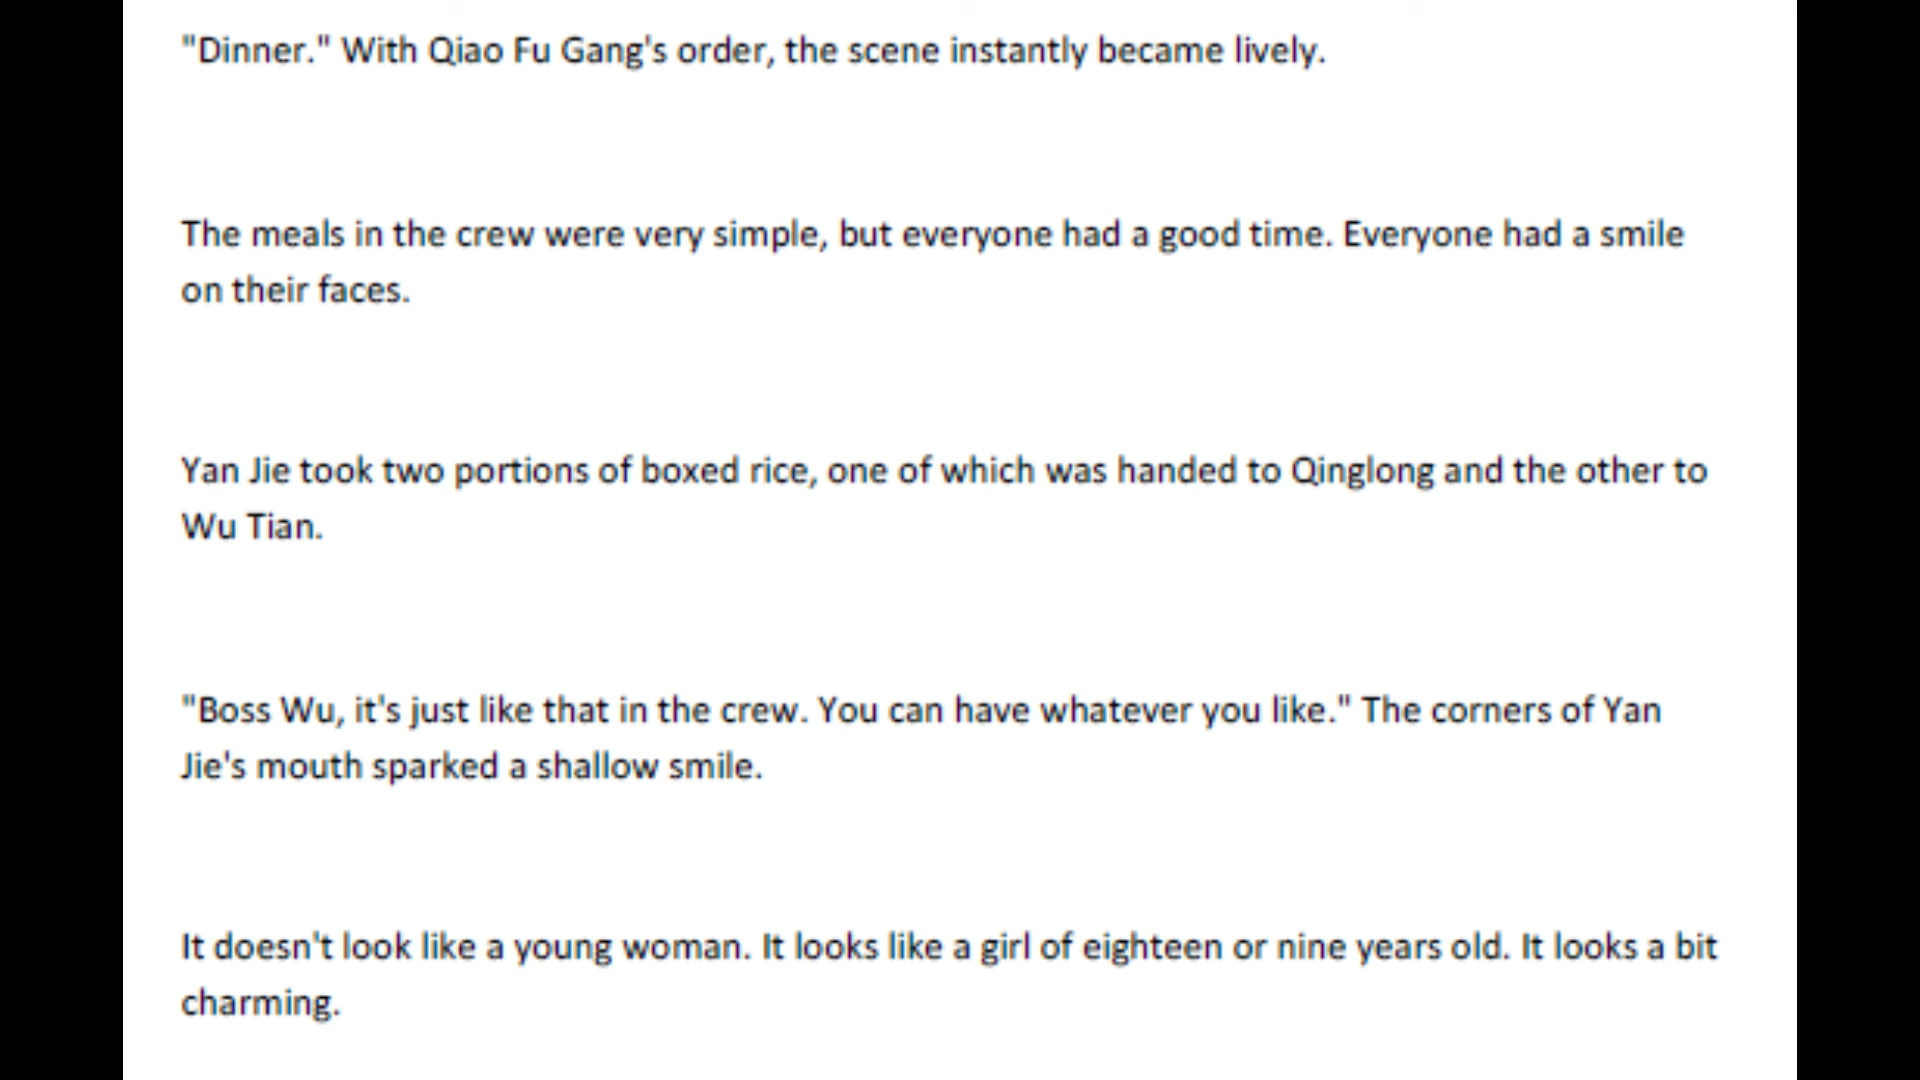 "Dinner." With Qiao Fu Gang's order, the scene instantly became lively.
The meals in the crew were very simple, but everyone had a good time. Everyone had a smile
on their faces.
Yan Jie took two portions of boxed rice, one of which was handed to Qinglong and the other to
Wu Tian.
"Boss Wu, it's just like that in the crew. You can have whatever you like." The corners of Yan
Jie's mouth sparked a shallow smile.
It doesn't look like a young woman. It looks like a girl of eighteen or nine years old. It looks a bit
charming.